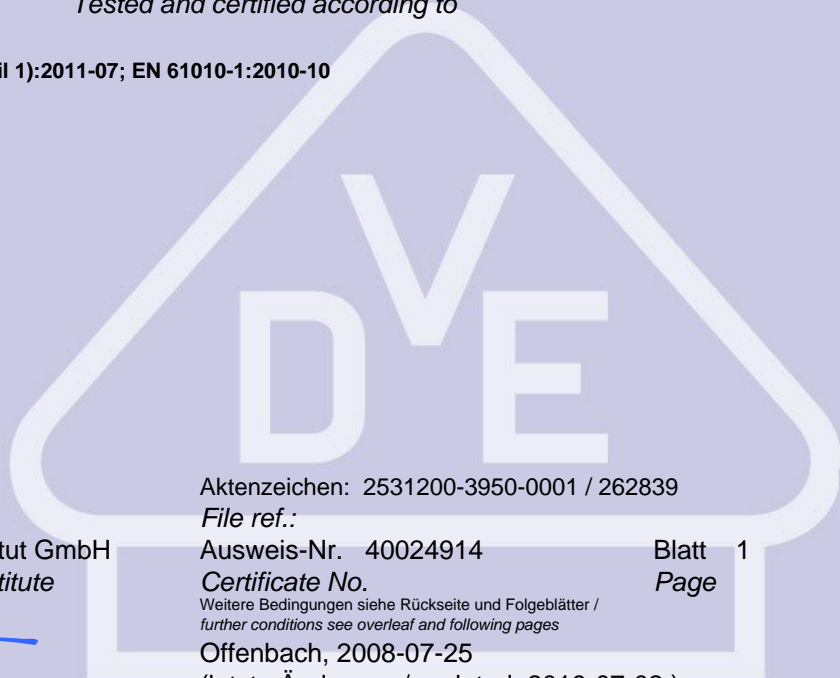 Tested and certified according to
1):2011-07; EN 61010-1:2010-10
VDE
Aktenzeichen: 2531200-3950-0001 / 262839
File ref.:
GmbH
Ausweis-Nr. 40024914 Blatt 1
Certificate No. Page
Weitere Bedingungen siehe Rückseite und Folgeblätter /
further conditions see overleaf and following pages
Offenbach, 2008-07-25